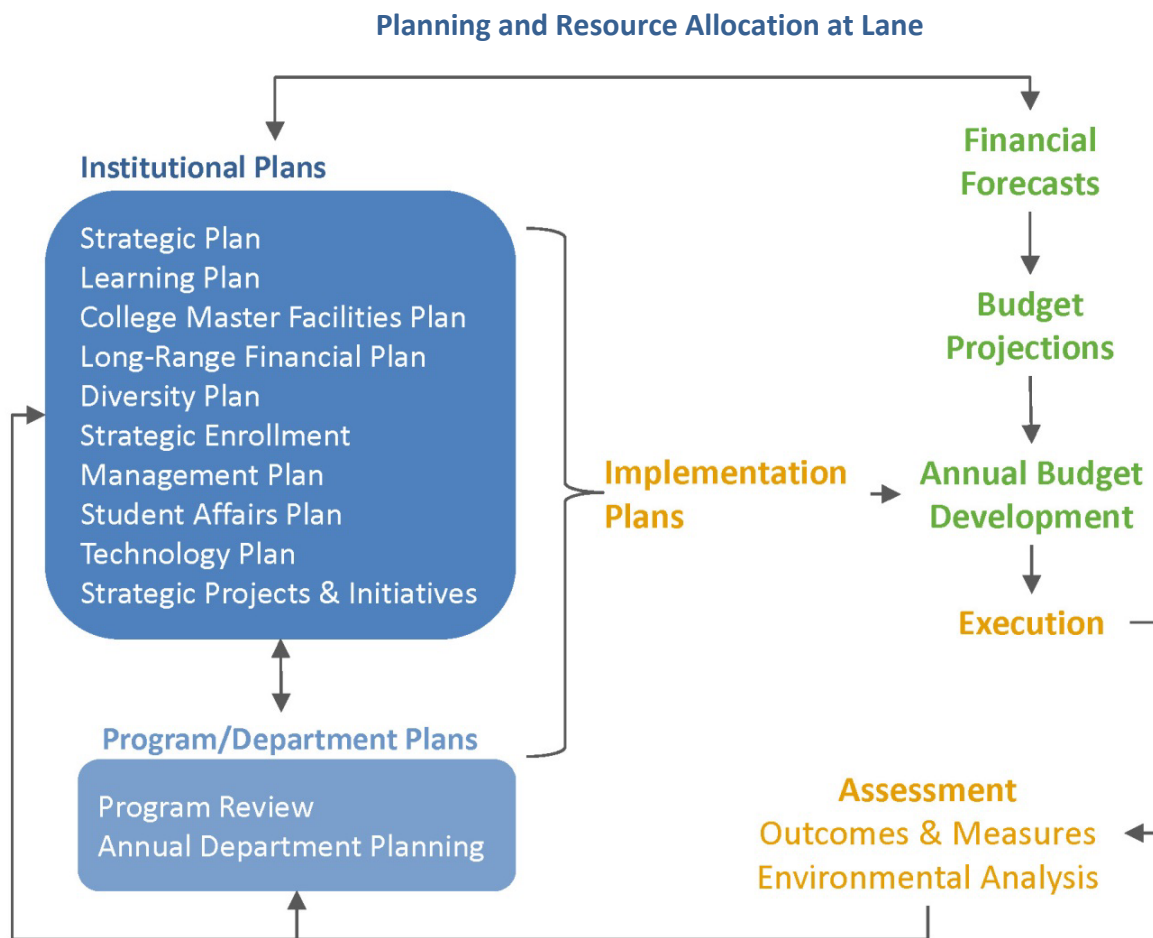 Planning and Resource Allocation at Lane
Institutional Plans
Strategic Plan
Learning Plan
College Master Facilities Plan
Long-Range Financial Plan
Diversity Plan
Strategic Enrollment
Management Plan
Student Affairs Plan
Technology Plan
Strategic Projects & Initiatives
Program/Department Plans
Program Review
Annual Department Planning
Implementation
Plans
Financial
Forecasts
Budget
Projections
Annual Budget
Development
Execution
Assessment
Outcomes & Measures
Environmental Analysis